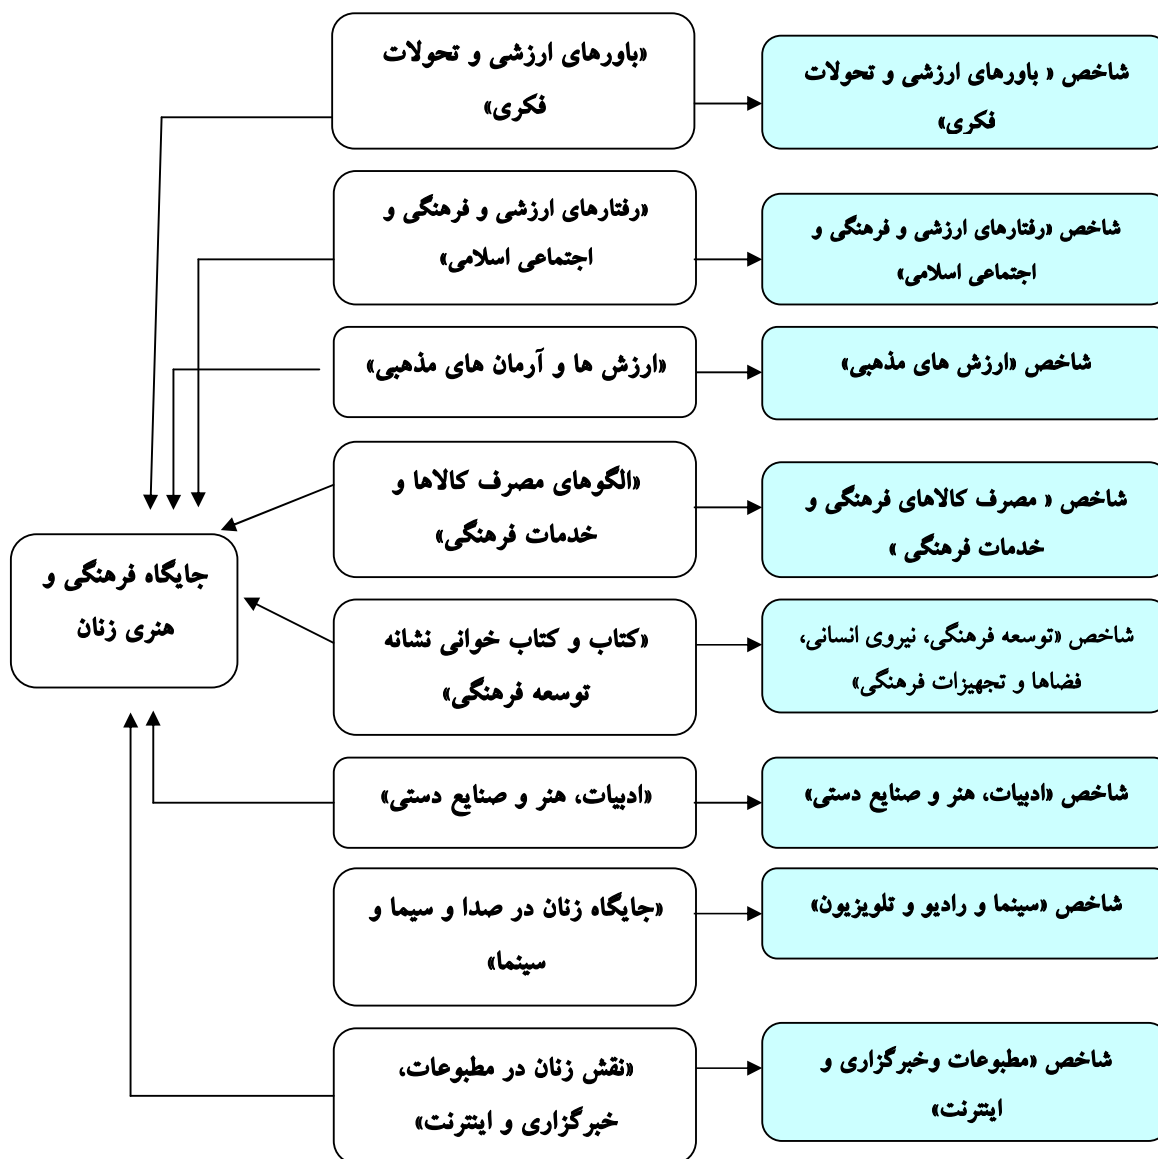 «باورهای ارزشی و تحولات
فکری»
شاخص « باورهای ارزشی و تحولات
فکری»
«رفتارهای ارزشی و فرهنگی و
اجتماعی اسلامی»
شاخص «رفتارهای ارزشی و فرهنگی و
اجتماعی اسلامی»
«ارزش ها و آرمان های مذهبی»
شاخص «ارزش های مذهبی»
«الگوهای مصرف کالاها و
خدمات فرهنگی»
شاخص « مصرف کالاهای فرهنگی و
خدمات فرهنگی »
جایگاه فرهنگی و
هنری زنان
«کتاب و کتاب خوانی نشانه
توسعه فرهنگی»
شاخص «توسعه فرهنگی، نیروی انسانی،
فضاها و تجهیزات فرهنگی»
«ادبیات، هنر و صنایع دستی»
شاخص «ادبیات، هنر و صنایع دستی»
«جایگاه زنان در صدا و سیما و
سینما»
شاخص «سینما و رادیو و تلویزیون»
«نقش زنان در مطبوعات،
خبرگزاری و اینترنت»
شاخص «مطبوعات وخبرگزاری و
اینترنت»